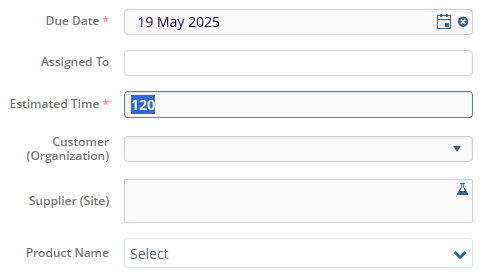 Due Date * 19 May 2025
Assigned To
Estimated Time * 120
Customer
(Organization)
Supplier (Site)
Product Name Select